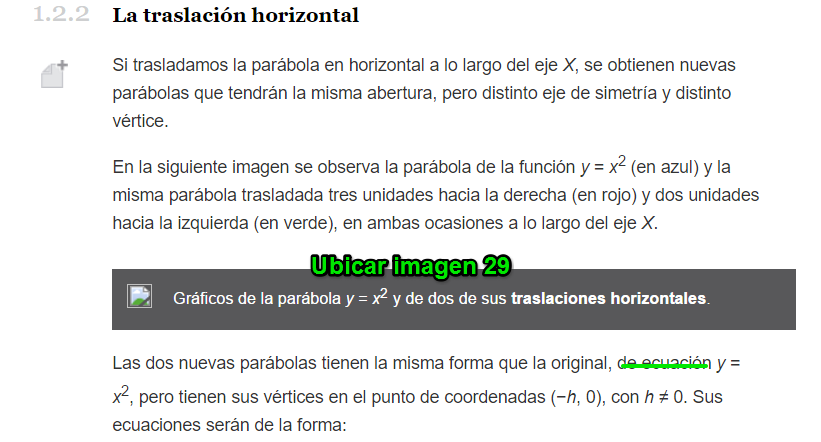 1.2.2 La traslación horizontal
Si trasladamos la parábola en horizontal a lo largo del eje X, se obtienen nuevas
parábolas que tendrán la misma abertura, pero distinto eje de simetría y distinto
vértice.
En la siguiente imagen se observa la parábola de la función y = x² (en azul) y la
misma parábola trasladada tres unidades hacia la derecha (en rojo) y dos unidades
hacia la izquierda (en verde), en ambas ocasiones a lo largo del eje X.
Ubicar imagen 29
Gráficos de la parábola y = x² y de dos de sus traslaciones horizontales.
Las dos nuevas parábolas tienen la misma forma que la original, de ecuación y =
x², pero tienen sus vértices en el punto de coordenadas (−h, 0), con h ≠ 0. Sus
ecuaciones serán de la forma: